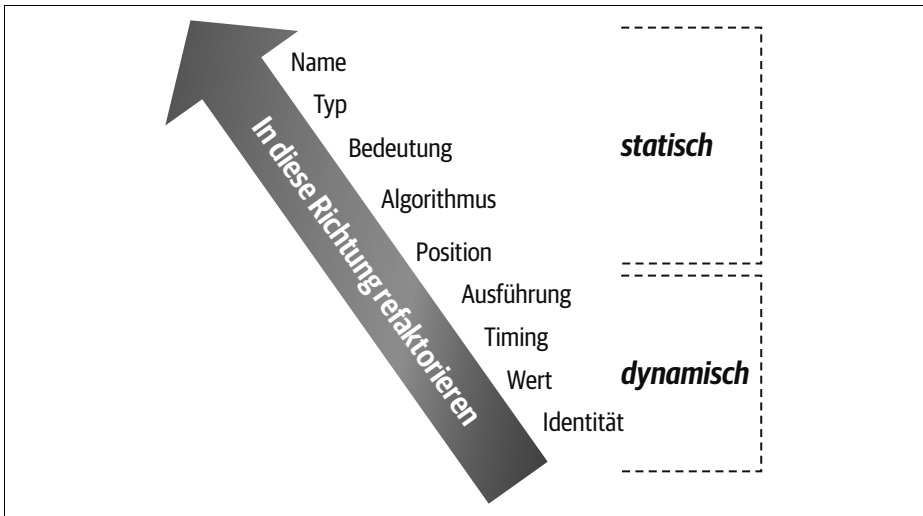 Name
Typ
Bedeutung
Algorithmus
Position
Ausführung
Timing
Wert
Identität
In diese Richtung refaktorieren
statisch
dynamisch